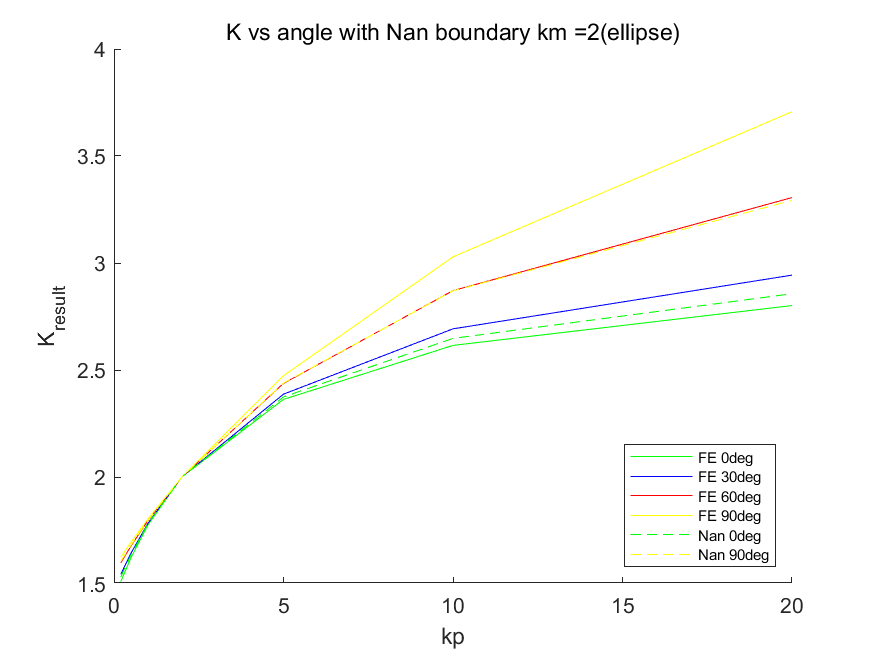 K vs angle with Nan boundary km =2(ellipse)
4
3.5
3
2.5
2
1.5
K_result
0
5
10
15
20
kp
FE 0deg
FE 30deg
FE 60deg
FE 90deg
Nan 0deg
Nan 90deg